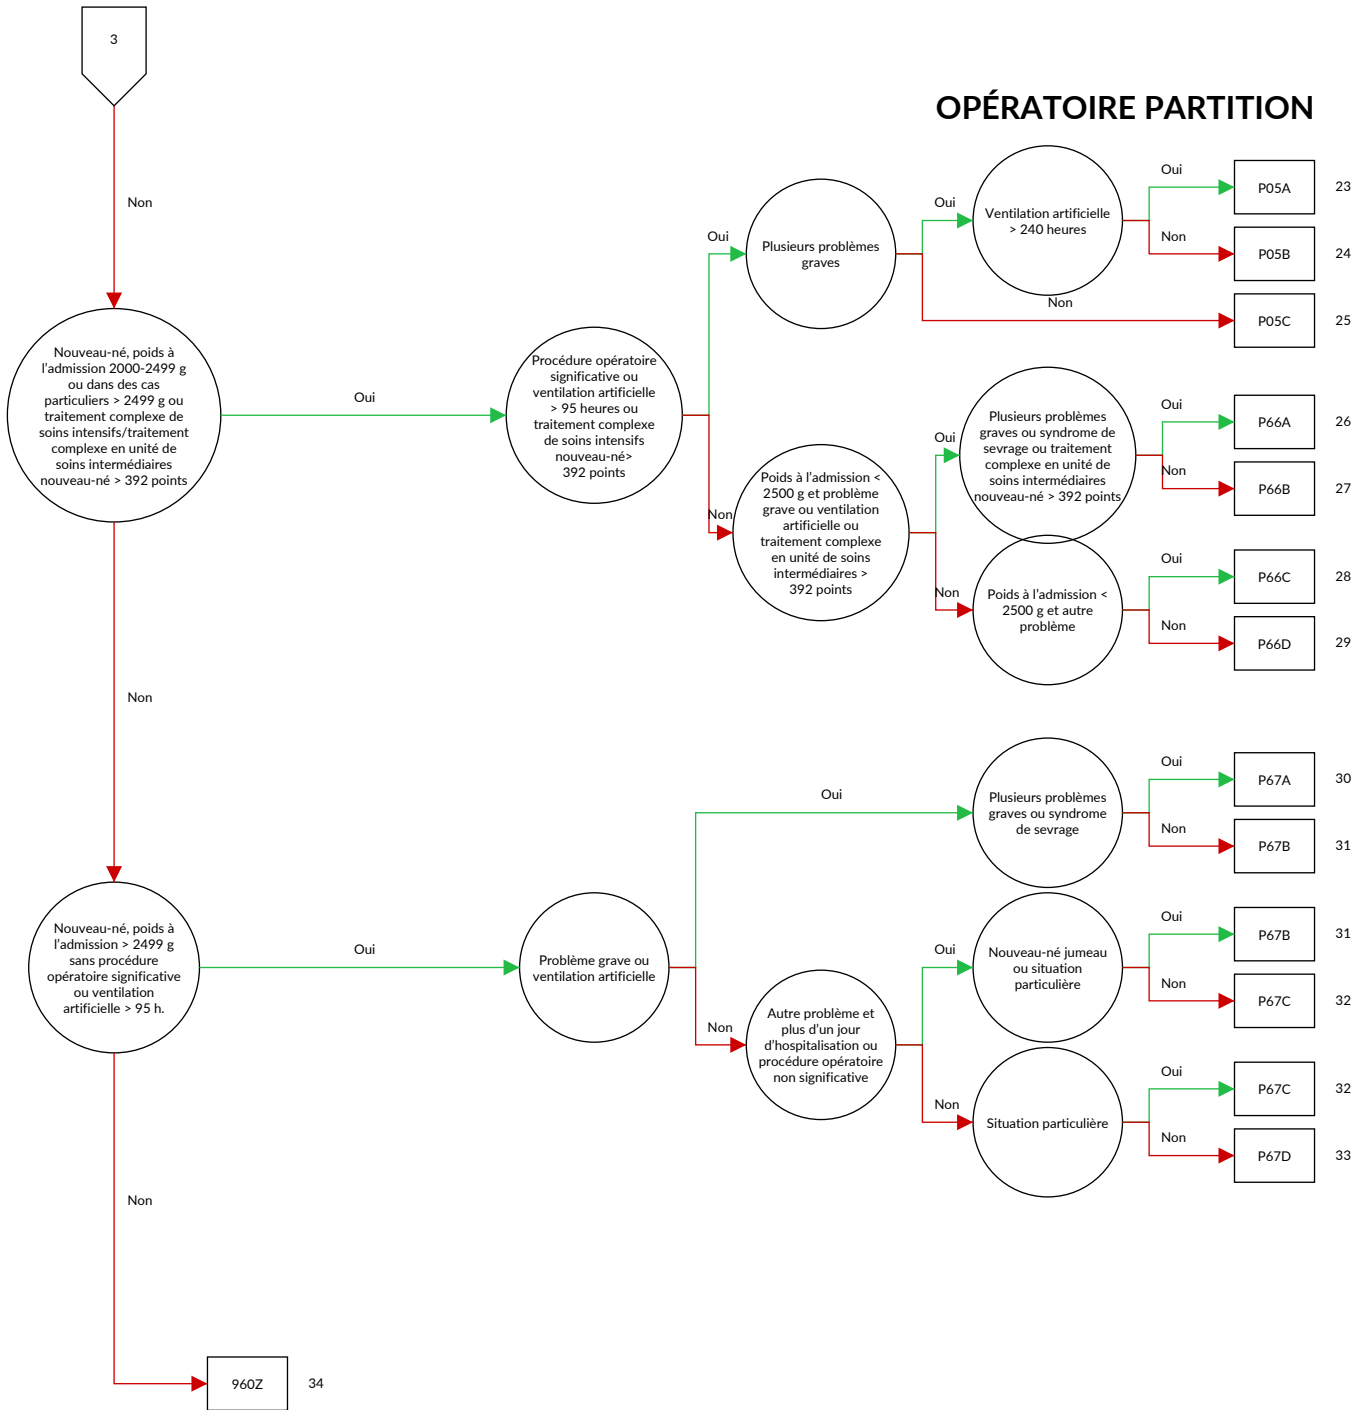 3
OPÉRATOIRE PARTITION
Non
Nouveau-né, poids à
l'admission 2000-2499 g
ou dans des cas
particuliers > 2499 g ou
traitement complexe de
soins intensifs/traitement
complexe en unité de
soins intermédiaires
nouveau-né > 392 points
Oui
Procédure opératoire
significative ou
ventilation artificielle
> 95 heures ou
traitement complexe
de soins intensifs
nouveau-né>
392 points
Oui
Plusieurs problèmes
graves
Oui
Ventilation artificielle
> 240 heures
Oui
P05A
23
Non
P05B
24
Non
P05C
25
Non
Poids à l'admission <
2500 g et problème
grave ou ventilation
artificielle ou
traitement complexe
en unité de soins
intermédiaires >
392 points
Oui
Plusieurs problèmes
graves ou syndrome de
sevrage ou traitement
complexe en unité de
soins intermédiaires
nouveau-né > 392 points
Oui
P66A
26
Non
P66B
27
Non
Poids à l'admission <
2500 g et autre
problème
Oui
P66C
28
Non
P66D
29
Non
Nouveau-né, poids à
l'admission > 2499 g
sans procédure
opératoire significative
ou ventilation
artificielle > 95 h.
Oui
Problème grave ou
ventilation artificielle
Oui
Plusieurs problèmes
graves ou syndrome
de sevrage
Oui
P67A
30
Non
P67B
31
Non
Autre problème et
plus d'un jour
d'hospitalisation ou
procédure opératoire
non significative
Oui
Nouveau-né jumeau
ou situation
particulière
Oui
P67B
31
Non
P67C
32
Non
Situation particulière
Oui
P67C
32
Non
P67D
33
Non
960Z
34